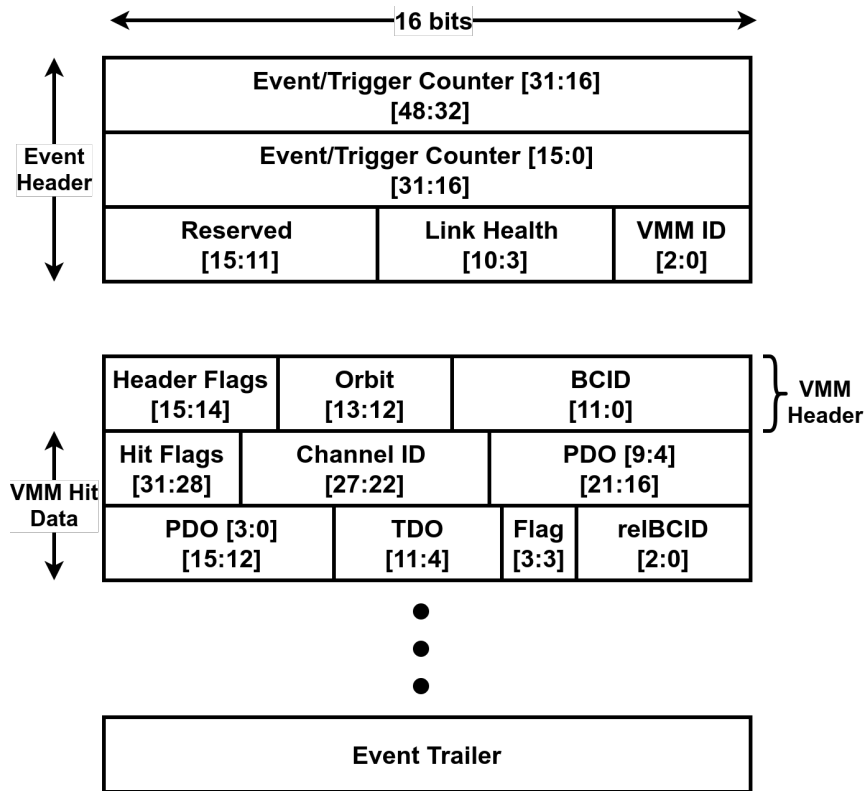 16 bits
Event
Header
Event/Trigger Counter [31:16]
[48:32]
Event/Trigger Counter [15:0]
[31:16]
Reserved
[15:11]
Link Health
[10:3]
VMM ID
[2:0]
Header Flags
[15:14]
Orbit
[13:12]
BCID
[11:0]
VMM
Header
VMM Hit
Data
Hit Flags
[31:28]
Channel ID
[27:22]
PDO [9:4]
[21:16]
PDO [3:0]
[15:12]
TDO
[11:4]
Flag
[3:3]
relBCID
[2:0]
Event Trailer